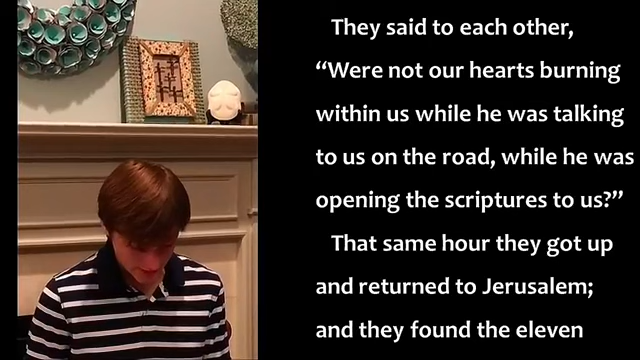 They said to each other,
“Were not our hearts burning
within us while he was talking
to us on the road, while he was
opening the scriptures to us?”
That same hour they got up
and returned to Jerusalem;
and they found the eleven